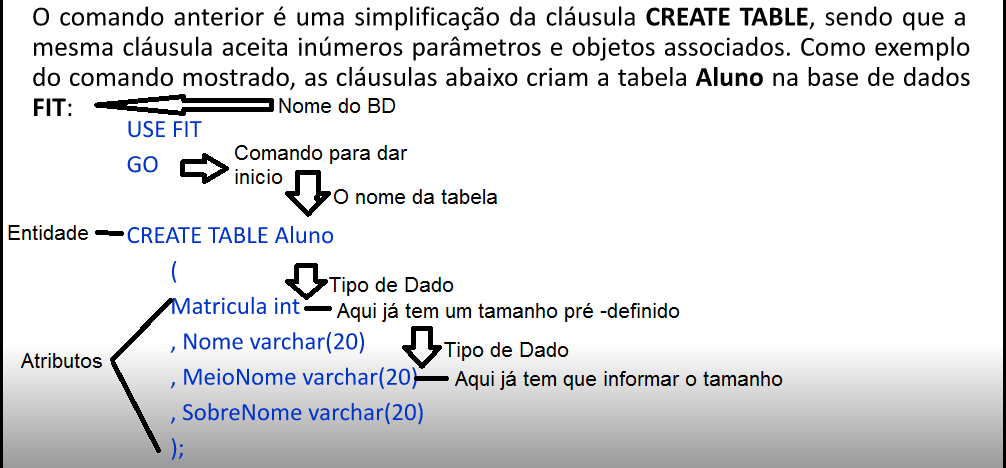 O comando anterior é uma simplificação da cláusula CREATE TABLE, sendo que a
mesma cláusula aceita inúmeros parâmetros e objetos associados. Como exemplo
do comando mostrado, as cláusulas abaixo criam a tabela Aluno na base de dados
FIT: Nome do BD
USE FIT
GO Comando para dar
inicio
O nome da tabela
Entidade CREATE TABLE Aluno
(
Tipo de Dado
Matricula int Aqui já tem um tamanho pré -definido
, Nome varchar(20)
Tipo de Dado
Atributos
, MeioNome varchar(20) Aqui já tem que informar o tamanho
, SobreNome varchar(20)
);